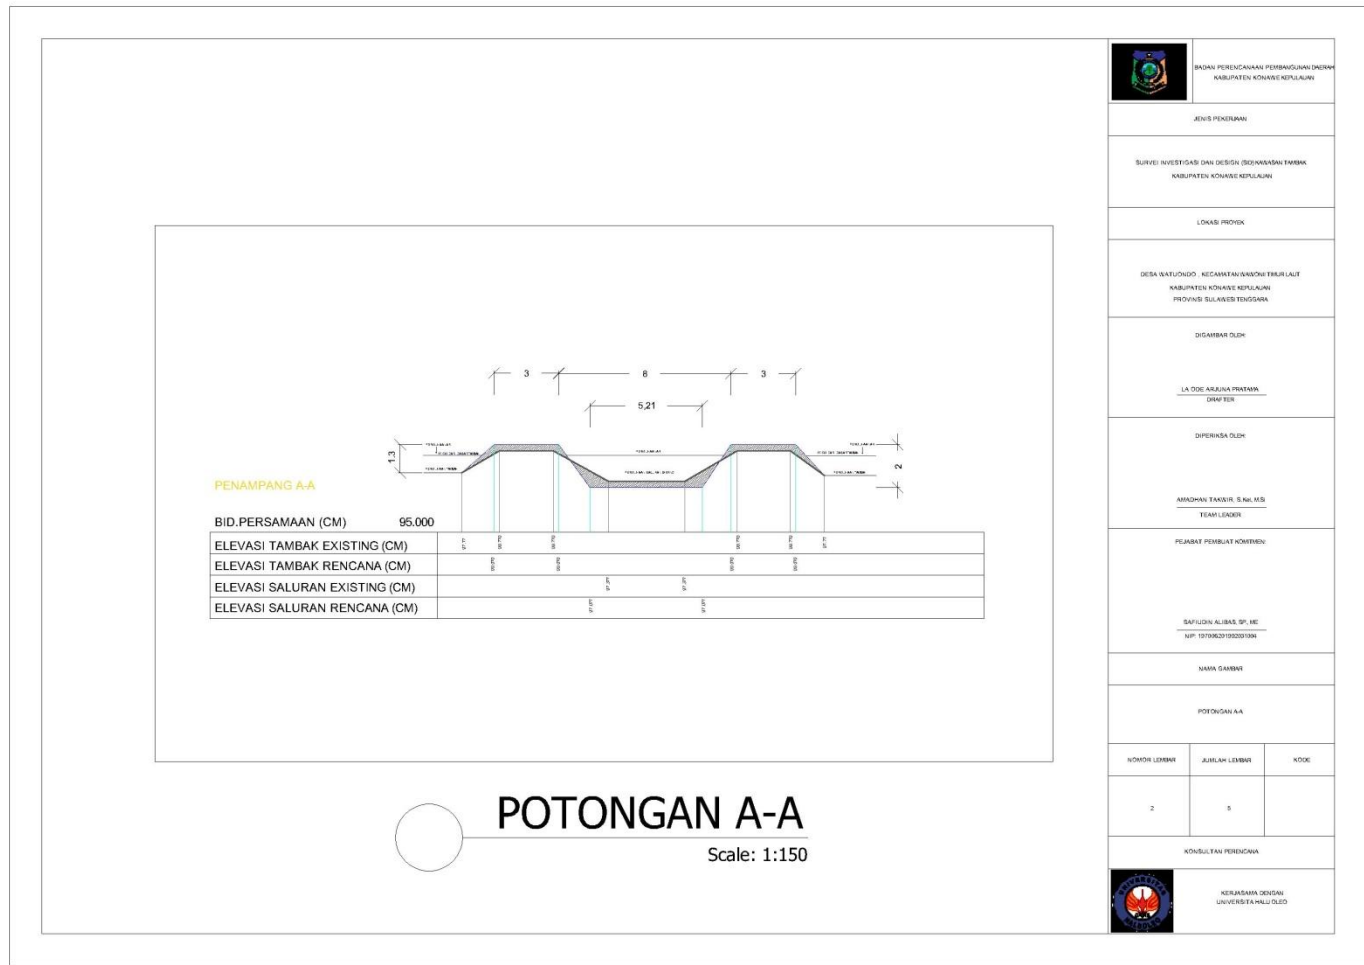 BADAN PERENCANAAN PEMBANGUNAN DAERAH
KABUPATEN KONAWE KEPULAUAN
JENIS PEKERJAAN
SURVEI INVESTIGASI DAN DESIGN (SID) KAWASAN TAMBAK
KABUPATEN KONAWE KEPULAUAN
LOKASI PROYEK
DESA WATUONDO , KECAMATAN WAWONII TIMUR LAUT
KABUPATEN KONAWE KEPULAUAN
PROVINSI SULAWESI TENGGARA
DIGAMBAR OLEH
LA ODE ARJUNA PRATAMA
DRAFTER
DIPERIKSA OLEH
AMADHAN TAKWIR, S.Kel, M.Si
TEAM LEADER
PEJABAT PEMBUAT KOMITMEN
SAFIUDIN ALIBAS, SP, ME
NIP.
NAMA GAMBAR
POTONGAN A-A
NOMOR LEMBAR JUMLAH LEMBAR KODE
2 5
KONSULTAN PERENCANA
KERJASAMA DENGAN
UNIVERSITA HALU OLEO
3 8 3
5,21
1.3
2
PENAMPANG A-A
BID.PERSAMAAN (CM) 95.000
ELEVASI TAMBAK EXISTING (CM)
ELEVASI TAMBAK RENCANA (CM)
ELEVASI SALURAN EXISTING (CM)
ELEVASI SALURAN RENCANA (CM)
POTONGAN A-A
Scale: 1:150